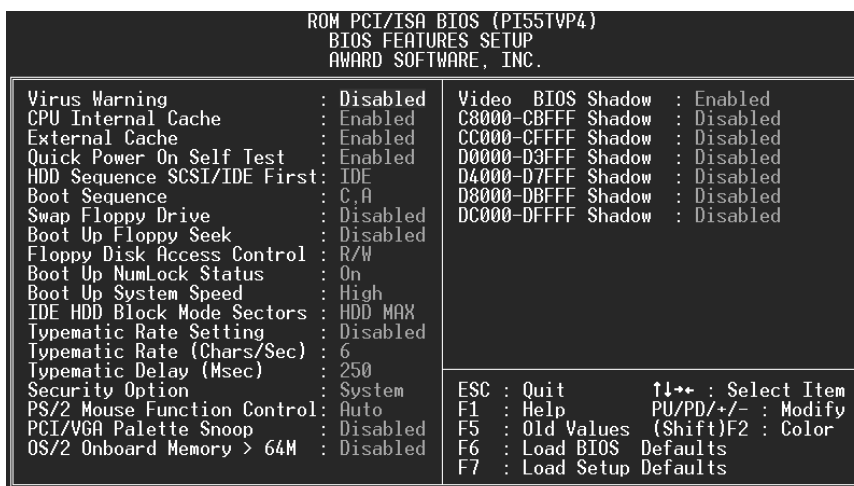 ROM PCI/ISA BIOS (PI55TVP4)
BIOS FEATURES SETUP
AWARD SOFTWARE, INC.
Virus Warning : Disabled
CPU Internal Cache : Enabled
External Cache : Enabled
Quick Power On Self Test : Enabled
HDD Sequence SCSI/IDE First: IDE
Boot Sequence : C,A
Swap Floppy Drive : Disabled
Boot Up Floppy Seek : Disabled
Floppy Disk Access Control : R/W
Boot Up NumLock Status : On
Boot Up System Speed : High
IDE HDD Block Mode Sectors : HDD MAX
Typematic Rate Setting : Disabled
Typematic Rate (Chars/Sec) : 6
Typematic Delay (Msec) : 250
Security Option : System
PS/2 Mouse Function Control: Auto
PCI/VGA Palette Snoop : Disabled
OS/2 Onboard Memory > 64M : Disabled
Video BIOS Shadow : Enabled
C8000-CBFFF Shadow : Disabled
CC000-CFFFF Shadow : Disabled
D0000-D3FFF Shadow : Disabled
D4000-D7FFF Shadow : Disabled
D8000-DBFFF Shadow : Disabled
DC000-DFFFF Shadow : Disabled
ESC : Quit ↑↓→← : Select Item
F1 : Help PU/PD/+/- : Modify
F5 : Old Values (Shift)F2 : Color
F6 : Load BIOS Defaults
F7 : Load Setup Defaults